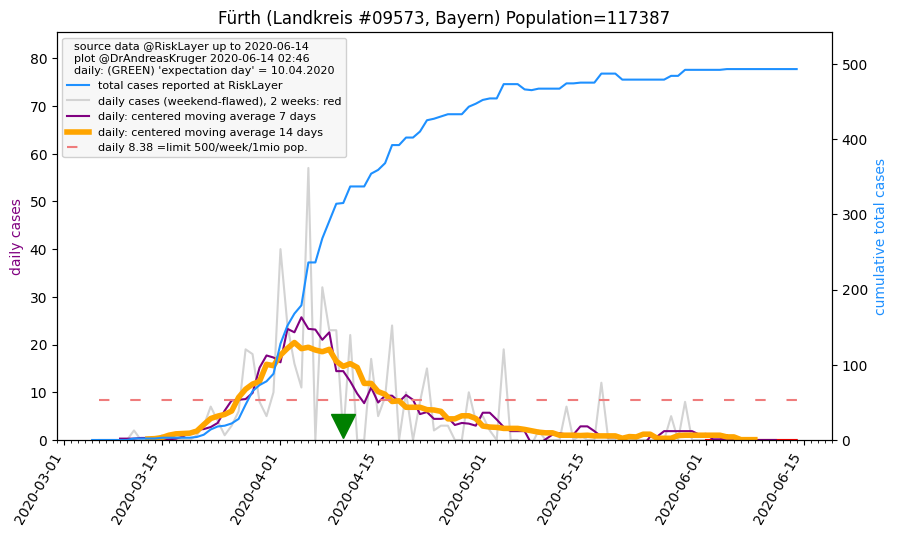 Fürth (Landkreis #09573, Bayern) Population=117387
source data @RiskLayer up to 2020-06-14
plot @DrAndreasKruger 2020-06-14 02:46
daily: (GREEN) 'expectation day' = 10.04.2020
total cases reported at RiskLayer
daily cases (weekend-flawed), 2 weeks: red
daily: centered moving average 7 days
daily: centered moving average 14 days
daily 8.38 =limit 500/week/1mio pop.
daily cases
80
70
60
50
40
30
20
10
0
cumulative total cases
500
400
300
200
100
0
2020-03-01
2020-03-15
2020-04-01
2020-04-15
2020-05-01
2020-05-15
2020-06-01
2020-06-15